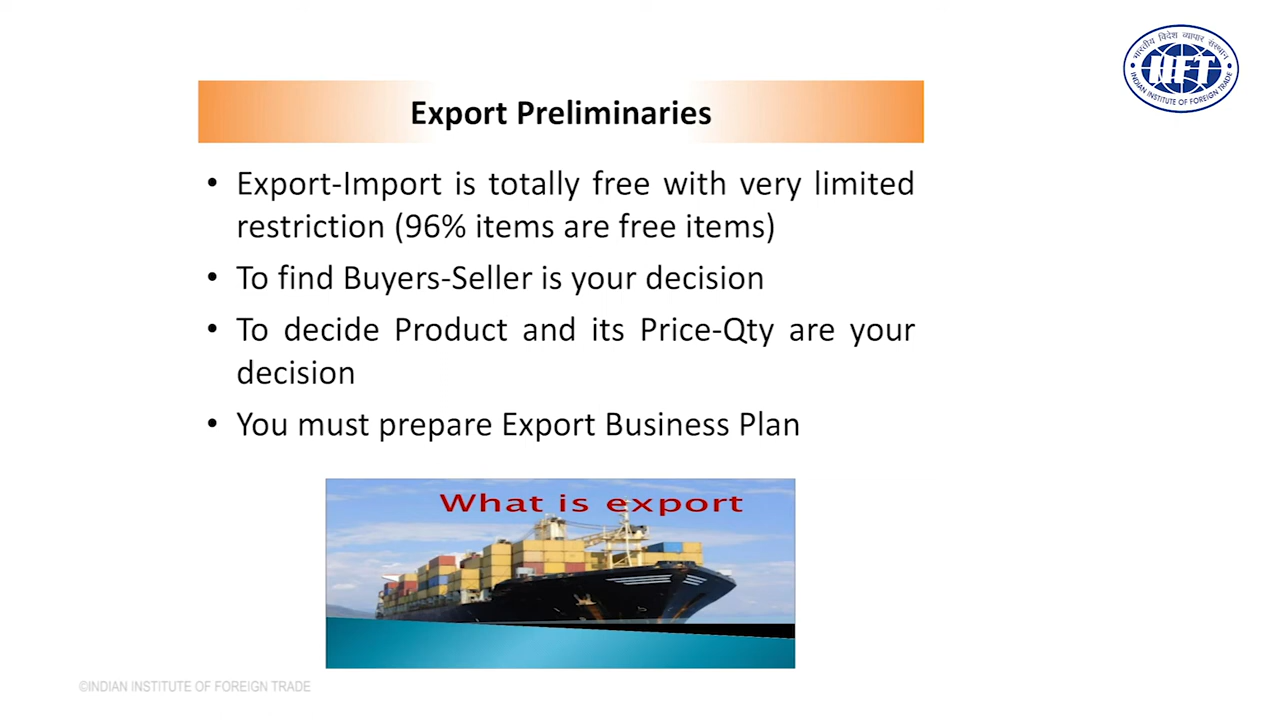 भारतीय विदेश व्यापार संस्थान
IIFT
INDIAN INSTITUTE OF FOREIGN TRADE
Export Preliminaries
• Export-Import is totally free with very limited
restriction (96% items are free items)
• To find Buyers-Seller is your decision
• To decide Product and its Price-Qty are your
decision
• You must prepare Export Business Plan
What is export
©INDIAN INSTITUTE OF FOREIGN TRADE